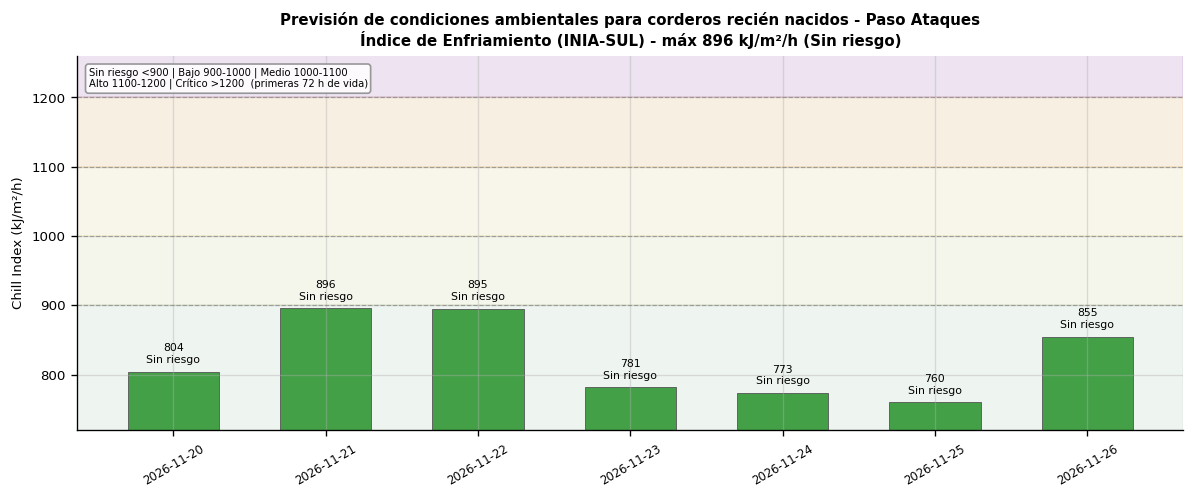 Previsión de condiciones ambientales para corderos recién nacidos - Paso Ataques
Índice de Enfriamiento (INIA-SUL) - máx 896 kJ/m²/h (Sin riesgo)
Sin riesgo <900 | Bajo 900-1000 | Medio 1000-1100
Alto 1100-1200 | Crítico >1200  (primeras 72 h de vida)
Chill Index (kJ/m²/h)
1200
1100
1000
900
800
804
Sin riesgo
896
Sin riesgo
895
Sin riesgo
781
Sin riesgo
773
Sin riesgo
760
Sin riesgo
855
Sin riesgo
2026-11-20
2026-11-21
2026-11-22
2026-11-23
2026-11-24
2026-11-25
2026-11-26